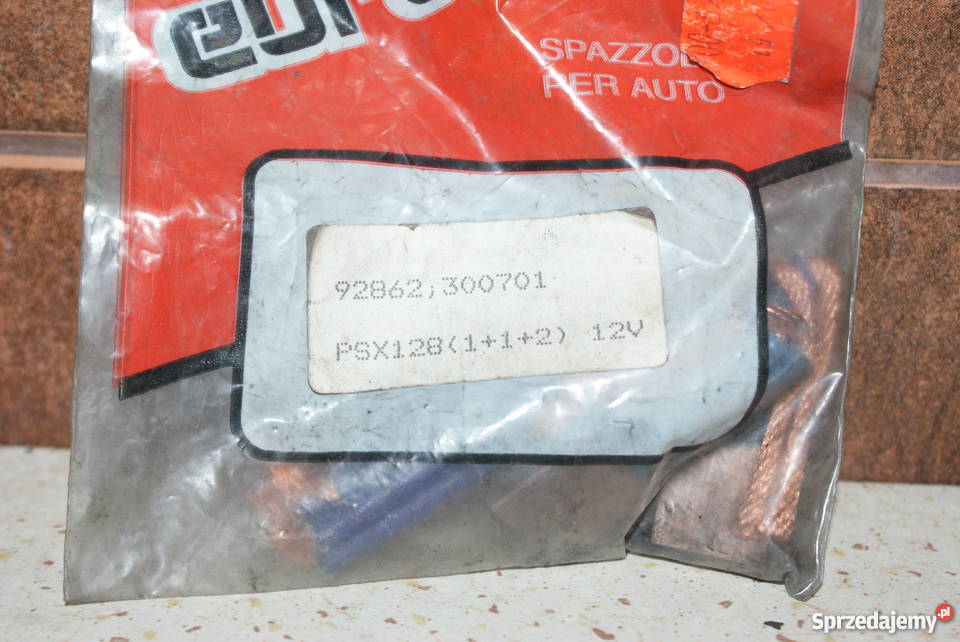 SPAZZOL
PER AUTO
92862;300701
PSX128(1+1+2) 12V
Sprzedajemy.pl